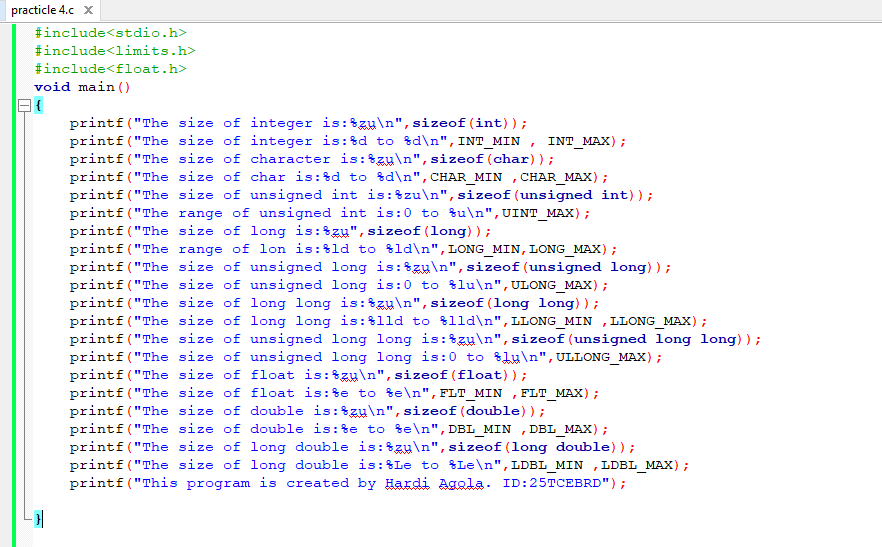 practicle 4.c
#include<stdio.h>
#include<limits.h>
#include<float.h>
void main()
{
    printf("The size of integer is:%zu\n",sizeof(int));
    printf("The size of integer is:%d to %d\n",INT_MIN , INT_MAX);
    printf("The size of character is:%zu\n",sizeof(char));
    printf("The size of char is:%d to %d\n",CHAR_MIN ,CHAR_MAX);
    printf("The size of unsigned int is:%zu\n",sizeof(unsigned int));
    printf("The range of unsigned int is:0 to %u\n",UINT_MAX);
    printf("The size of long is:%zu",sizeof(long));
    printf("The range of lon is:%ld to %ld\n",LONG_MIN,LONG_MAX);
    printf("The size of unsigned long is:%zu\n",sizeof(unsigned long));
    printf("The size of unsigned long is:0 to %lu\n",ULONG_MAX);
    printf("The size of long long is:%zu\n",sizeof(long long));
    printf("The size of long long is:%lld to %lld\n",LLONG_MIN ,LLONG_MAX);
    printf("The size of unsigned long long is:%zu\n",sizeof(unsigned long long));
    printf("The size of unsigned long long is:0 to %lu\n",ULLONG_MAX);
    printf("The size of float is:%zu\n",sizeof(float));
    printf("The size of float is:%e to %e\n",FLT_MIN ,FLT_MAX);
    printf("The size of double is:%zu\n",sizeof(double));
    printf("The size of double is:%e to %e\n",DBL_MIN ,DBL_MAX);
    printf("The size of long double is:%zu\n",sizeof(long double));
    printf("The size of long double is:%Le to %Le\n",LDBL_MIN ,LDBL_MAX);
    printf("This program is created by Hardi Agola. ID:25TCEBRD");
}